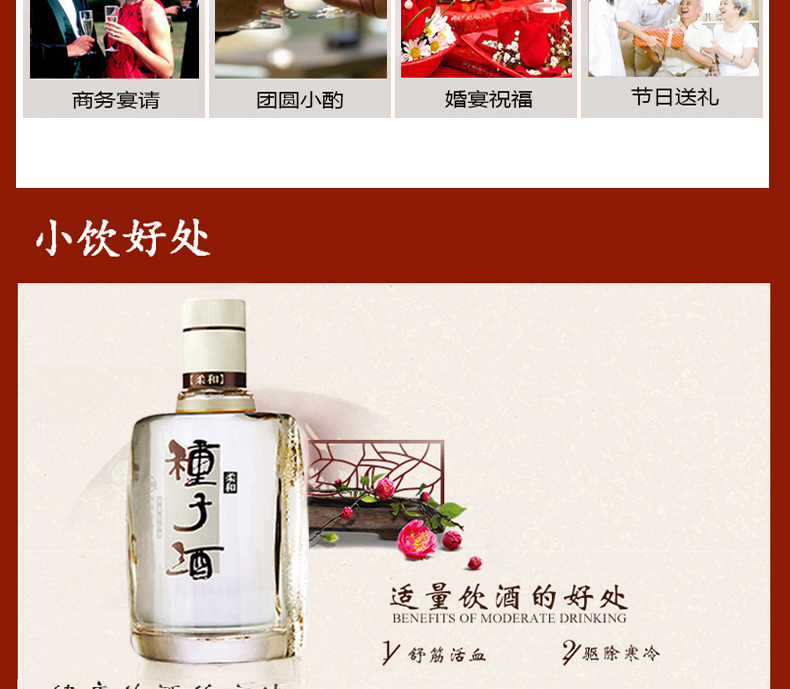 商务宴请 团圆小酌 婚宴祝福 节日送礼
小饮好处
【柔和】
種子酒
柔和
适量饮酒的好处
BENEFITS OF MODERATE DRINKING
1 舒筋活血 2 驱除寒冷